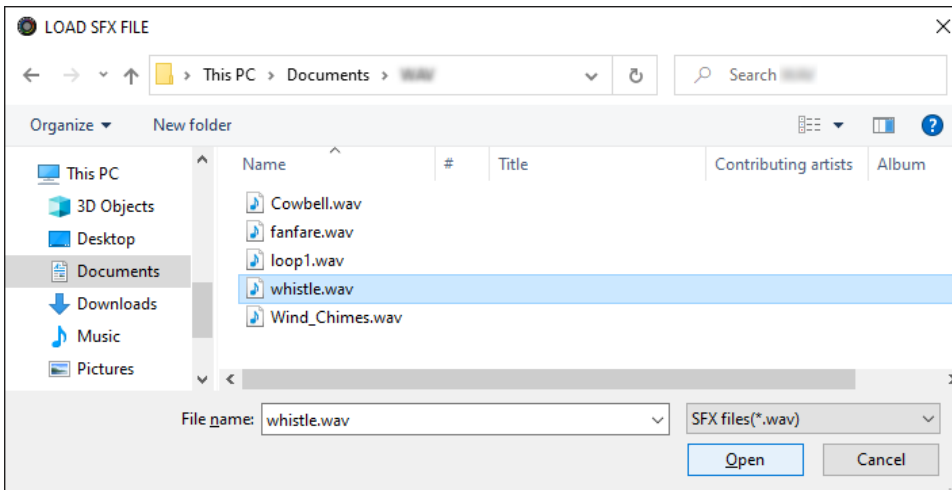 LOAD SFX FILE
This PC > Documents >
Search
Organize New folder
This PC
3D Objects
Desktop
Documents
Downloads
Music
Pictures
Name # Title Contributing artists Album
Cowbell.wav
fanfare.wav
loop1.wav
whistle.wav
Wind_Chimes.wav
File name: whistle.wav SFX files(*.wav)
Open Cancel